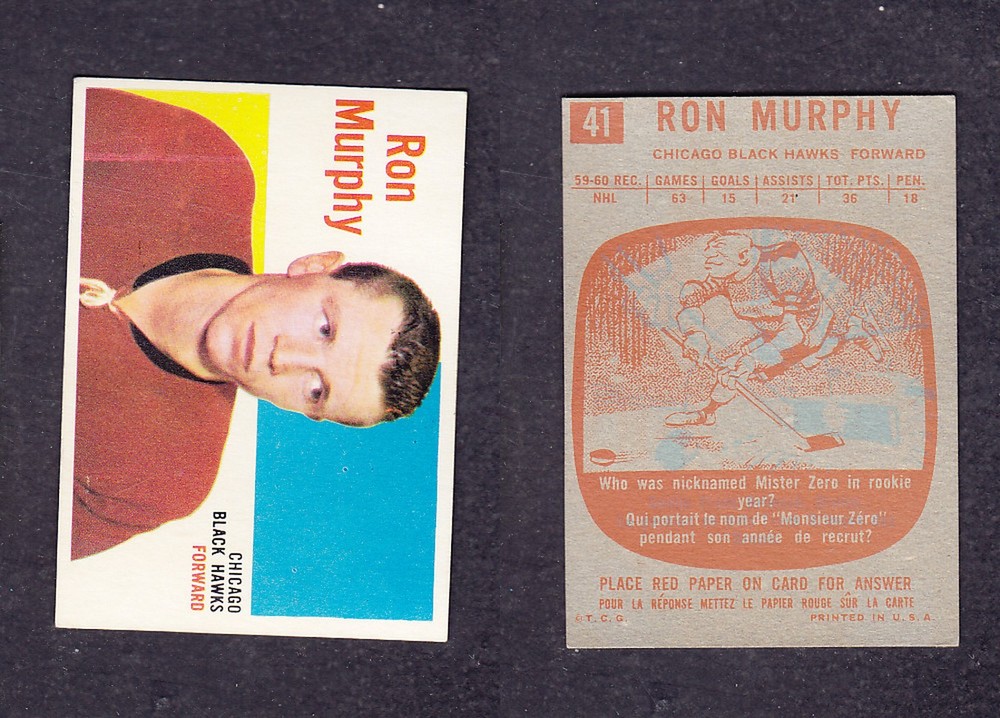 Ron
Murphy
CHICAGO
BLACK HAWKS
FORWARD
41 RON MURPHY
CHICAGO BLACK HAWKS FORWARD
59-60 REC. GAMES GOALS ASSISTS TOT. PTS. PEN.
NHL 63 15 21 36 18
Who was nicknamed Mister Zero in rookie
year?
Qui portait le nom de "Monsieur Zéro"
pendant son année de recrut?
PLACE RED PAPER ON CARD FOR ANSWER
POUR LA RÉPONSE METTEZ LE PAPIER ROUGE SÛR LA CARTE
© T. C. G. PRINTED IN U. S. A.